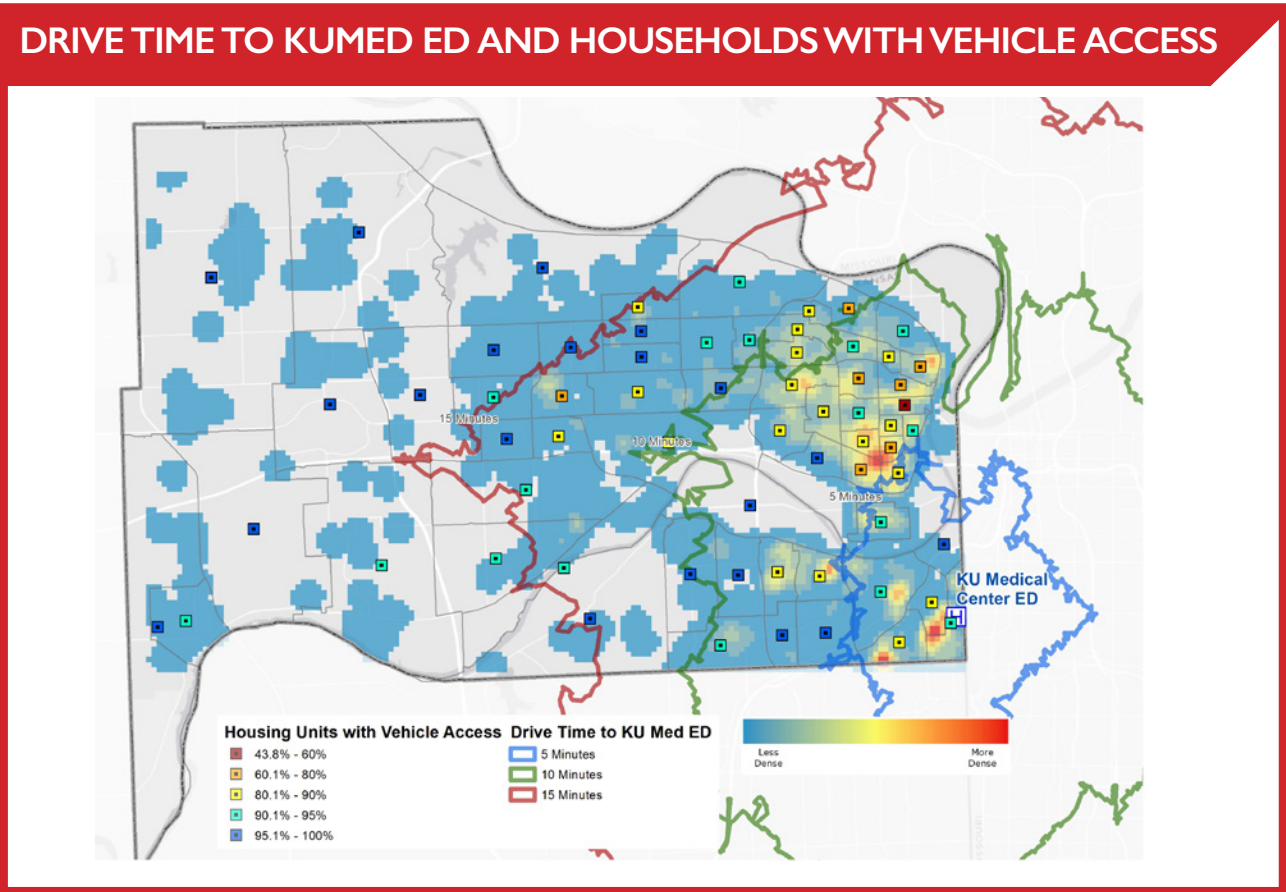 DRIVE TIME TO KUMED ED AND HOUSEHOLDS WITH VEHICLE ACCESS
MISSOURI
15 Minutes
10 Minutes
5 Minutes
KU Medical
Center ED
H
Housing Units with Vehicle Access
43.8% - 60%
60.1% - 80%
80.1% - 90%
90.1% - 95%
95.1% - 100%
Drive Time to KU Med ED
5 Minutes
10 Minutes
15 Minutes
Less
Dense
More
Dense
MISSOURI